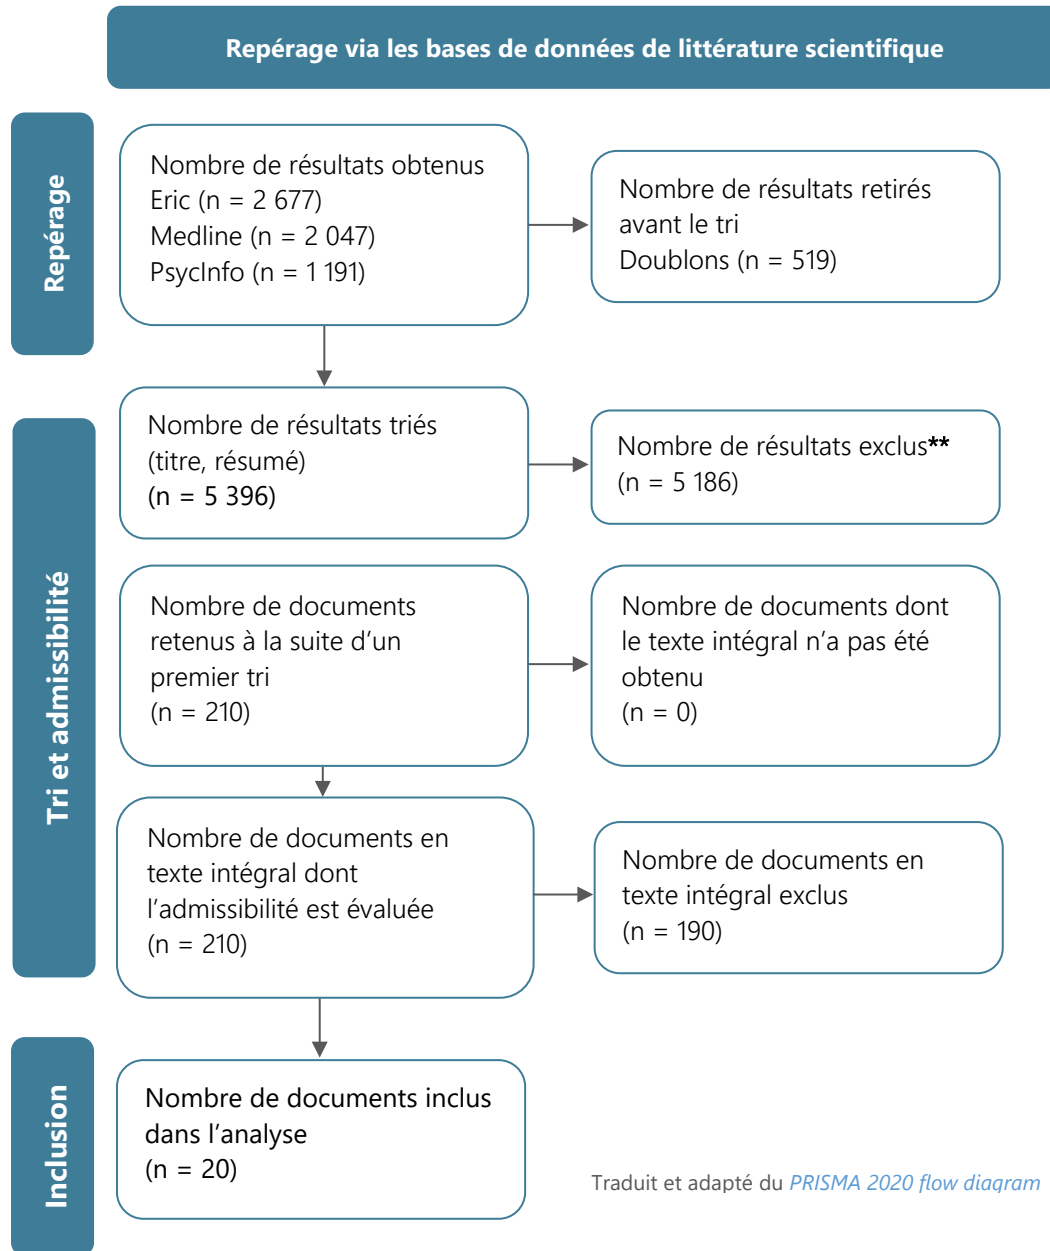 Repérage via les bases de données de littérature scientifique
Repérage
Nombre de résultats obtenus
Eric (n = 2 677)
Medline (n = 2 047)
PsycInfo (n = 1 191)
Nombre de résultats retirés
avant le tri
Doublons (n = 519)
Tri et admissibilité
Nombre de résultats triés
(titre, résumé)
(n = 5 396)
Nombre de résultats exclus**
(n = 5 186)
Nombre de documents
retenus à la suite d'un
premier tri
(n = 210)
Nombre de documents dont
le texte intégral n'a pas été
obtenu
(n = 0)
Nombre de documents en
texte intégral dont
l'admissibilité est évaluée
(n = 210)
Nombre de documents en
texte intégral exclus
(n = 190)
Inclusion
Nombre de documents inclus
dans l'analyse
(n = 20)
Traduit et adapté du PRISMA 2020 flow diagram